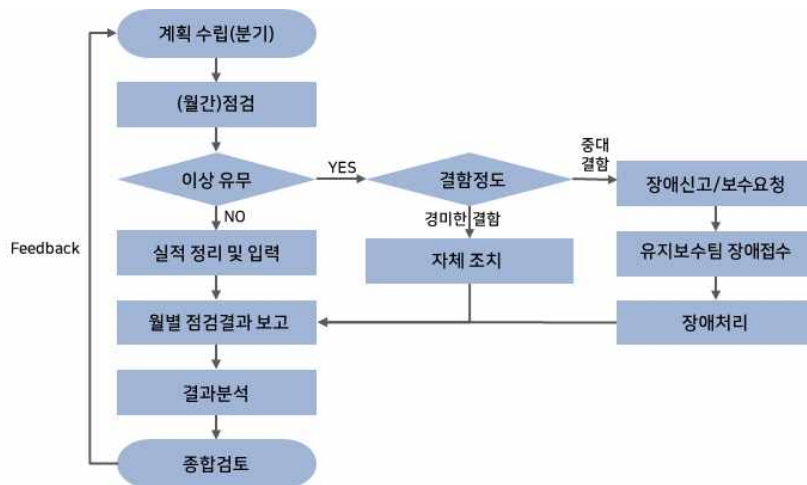 계획 수립(분기)
(월간)점검
이상 유무
YES
결함정도
중대
결함
장애신고/보수요청
NO
경미한 결함
Feedback
실적 정리 및 입력
자체 조치
유지보수팀 장애접수
월별 점검결과 보고
장애처리
결과분석
종합검토